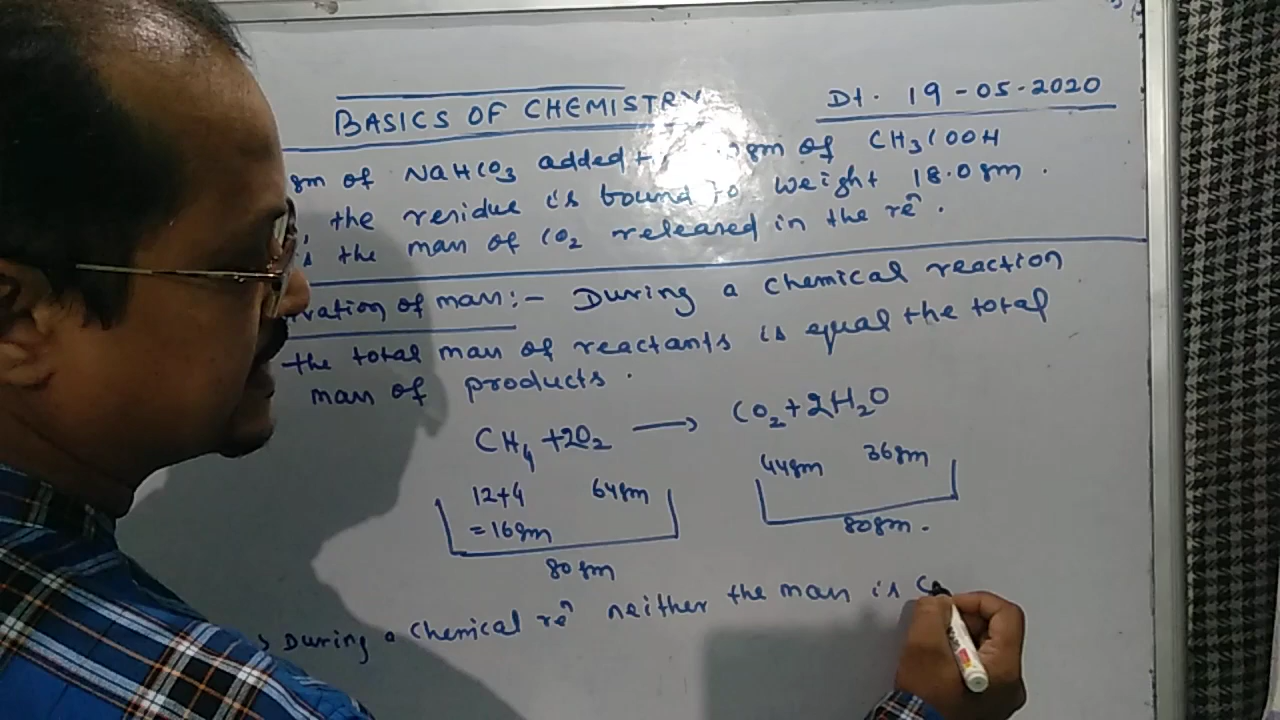 BASICS OF CHEMISTRY Dt. 19-05-2020
gm of NaHCO3 added gm of CH3COOH
the residue is bound to weight 18.0 gm.
the mass of CO2 released in the ren.
vation of mass:- During a chemical reaction
the total mass of reactants is equal the total
mass of products.
CH4 + 2O2 → CO2 + 2H2O
12+4 64gm 44gm 36gm
= 16gm 80gm.
80gm
During a chemical ren neither the mass is